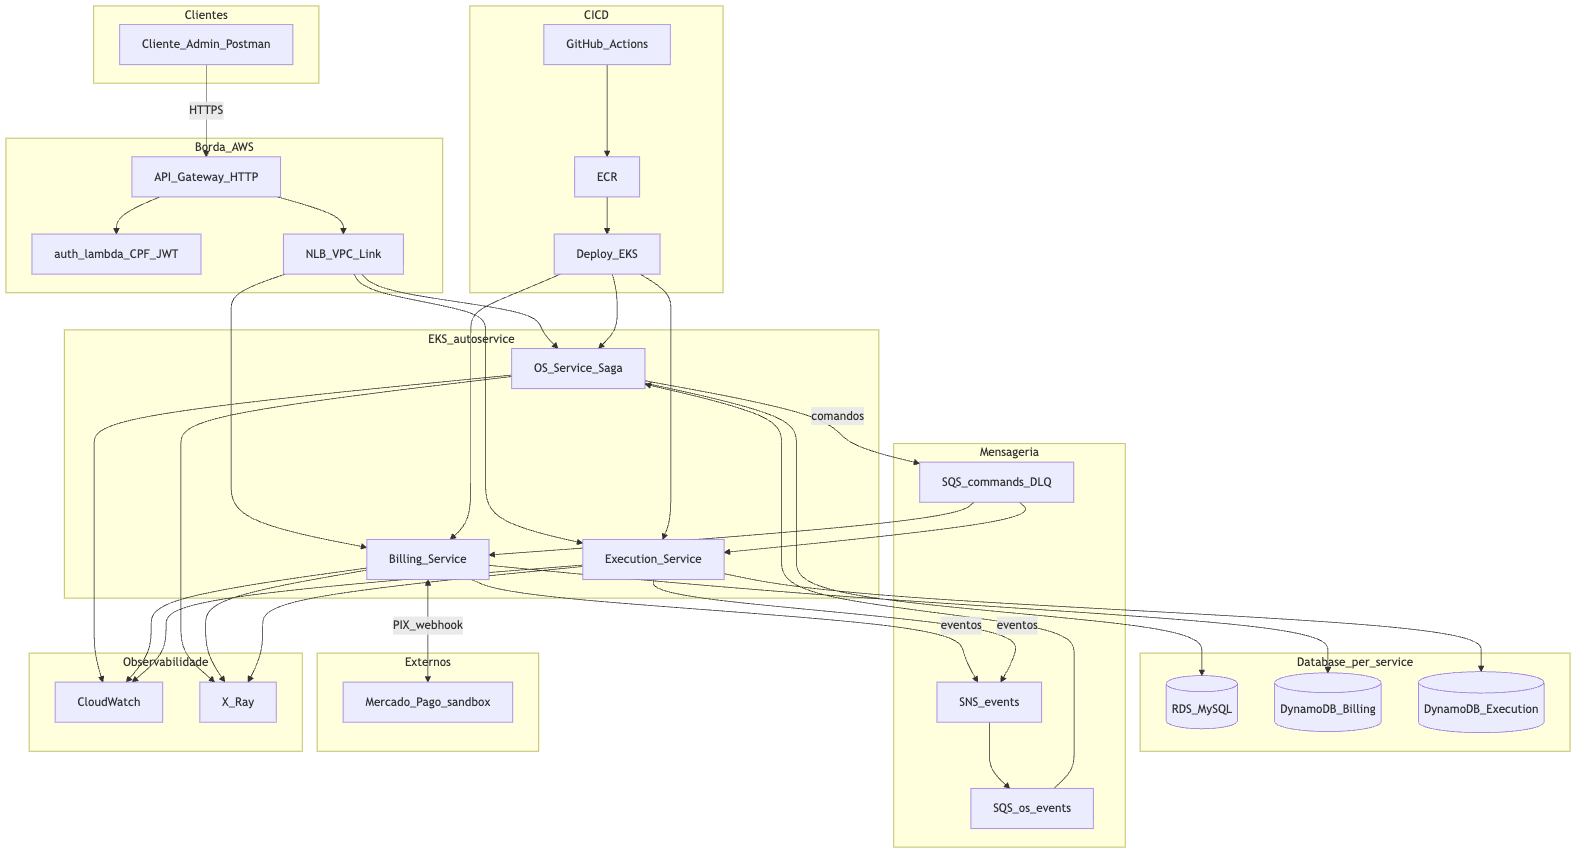 Clientes
Cliente_Admin_Postman
CICD
GitHub_Actions
HTTPS
Borda_AWS
API_Gateway_HTTP
ECR
auth_lambda_CPF_JWT
NLB_VPC_Link
Deploy_EKS
EKS_autoservice
OS_Service_Saga
comandos
Mensageria
SQS_commands_DLQ
Billing_Service
Execution_Service
PIX_webhook
eventos
eventos
Observabilidade
CloudWatch
X_Ray
Externos
Mercado_Pago_sandbox
SNS_events
SQS_os_events
Database_per_service
RDS_MySQL
DynamoDB_Billing
DynamoDB_Execution